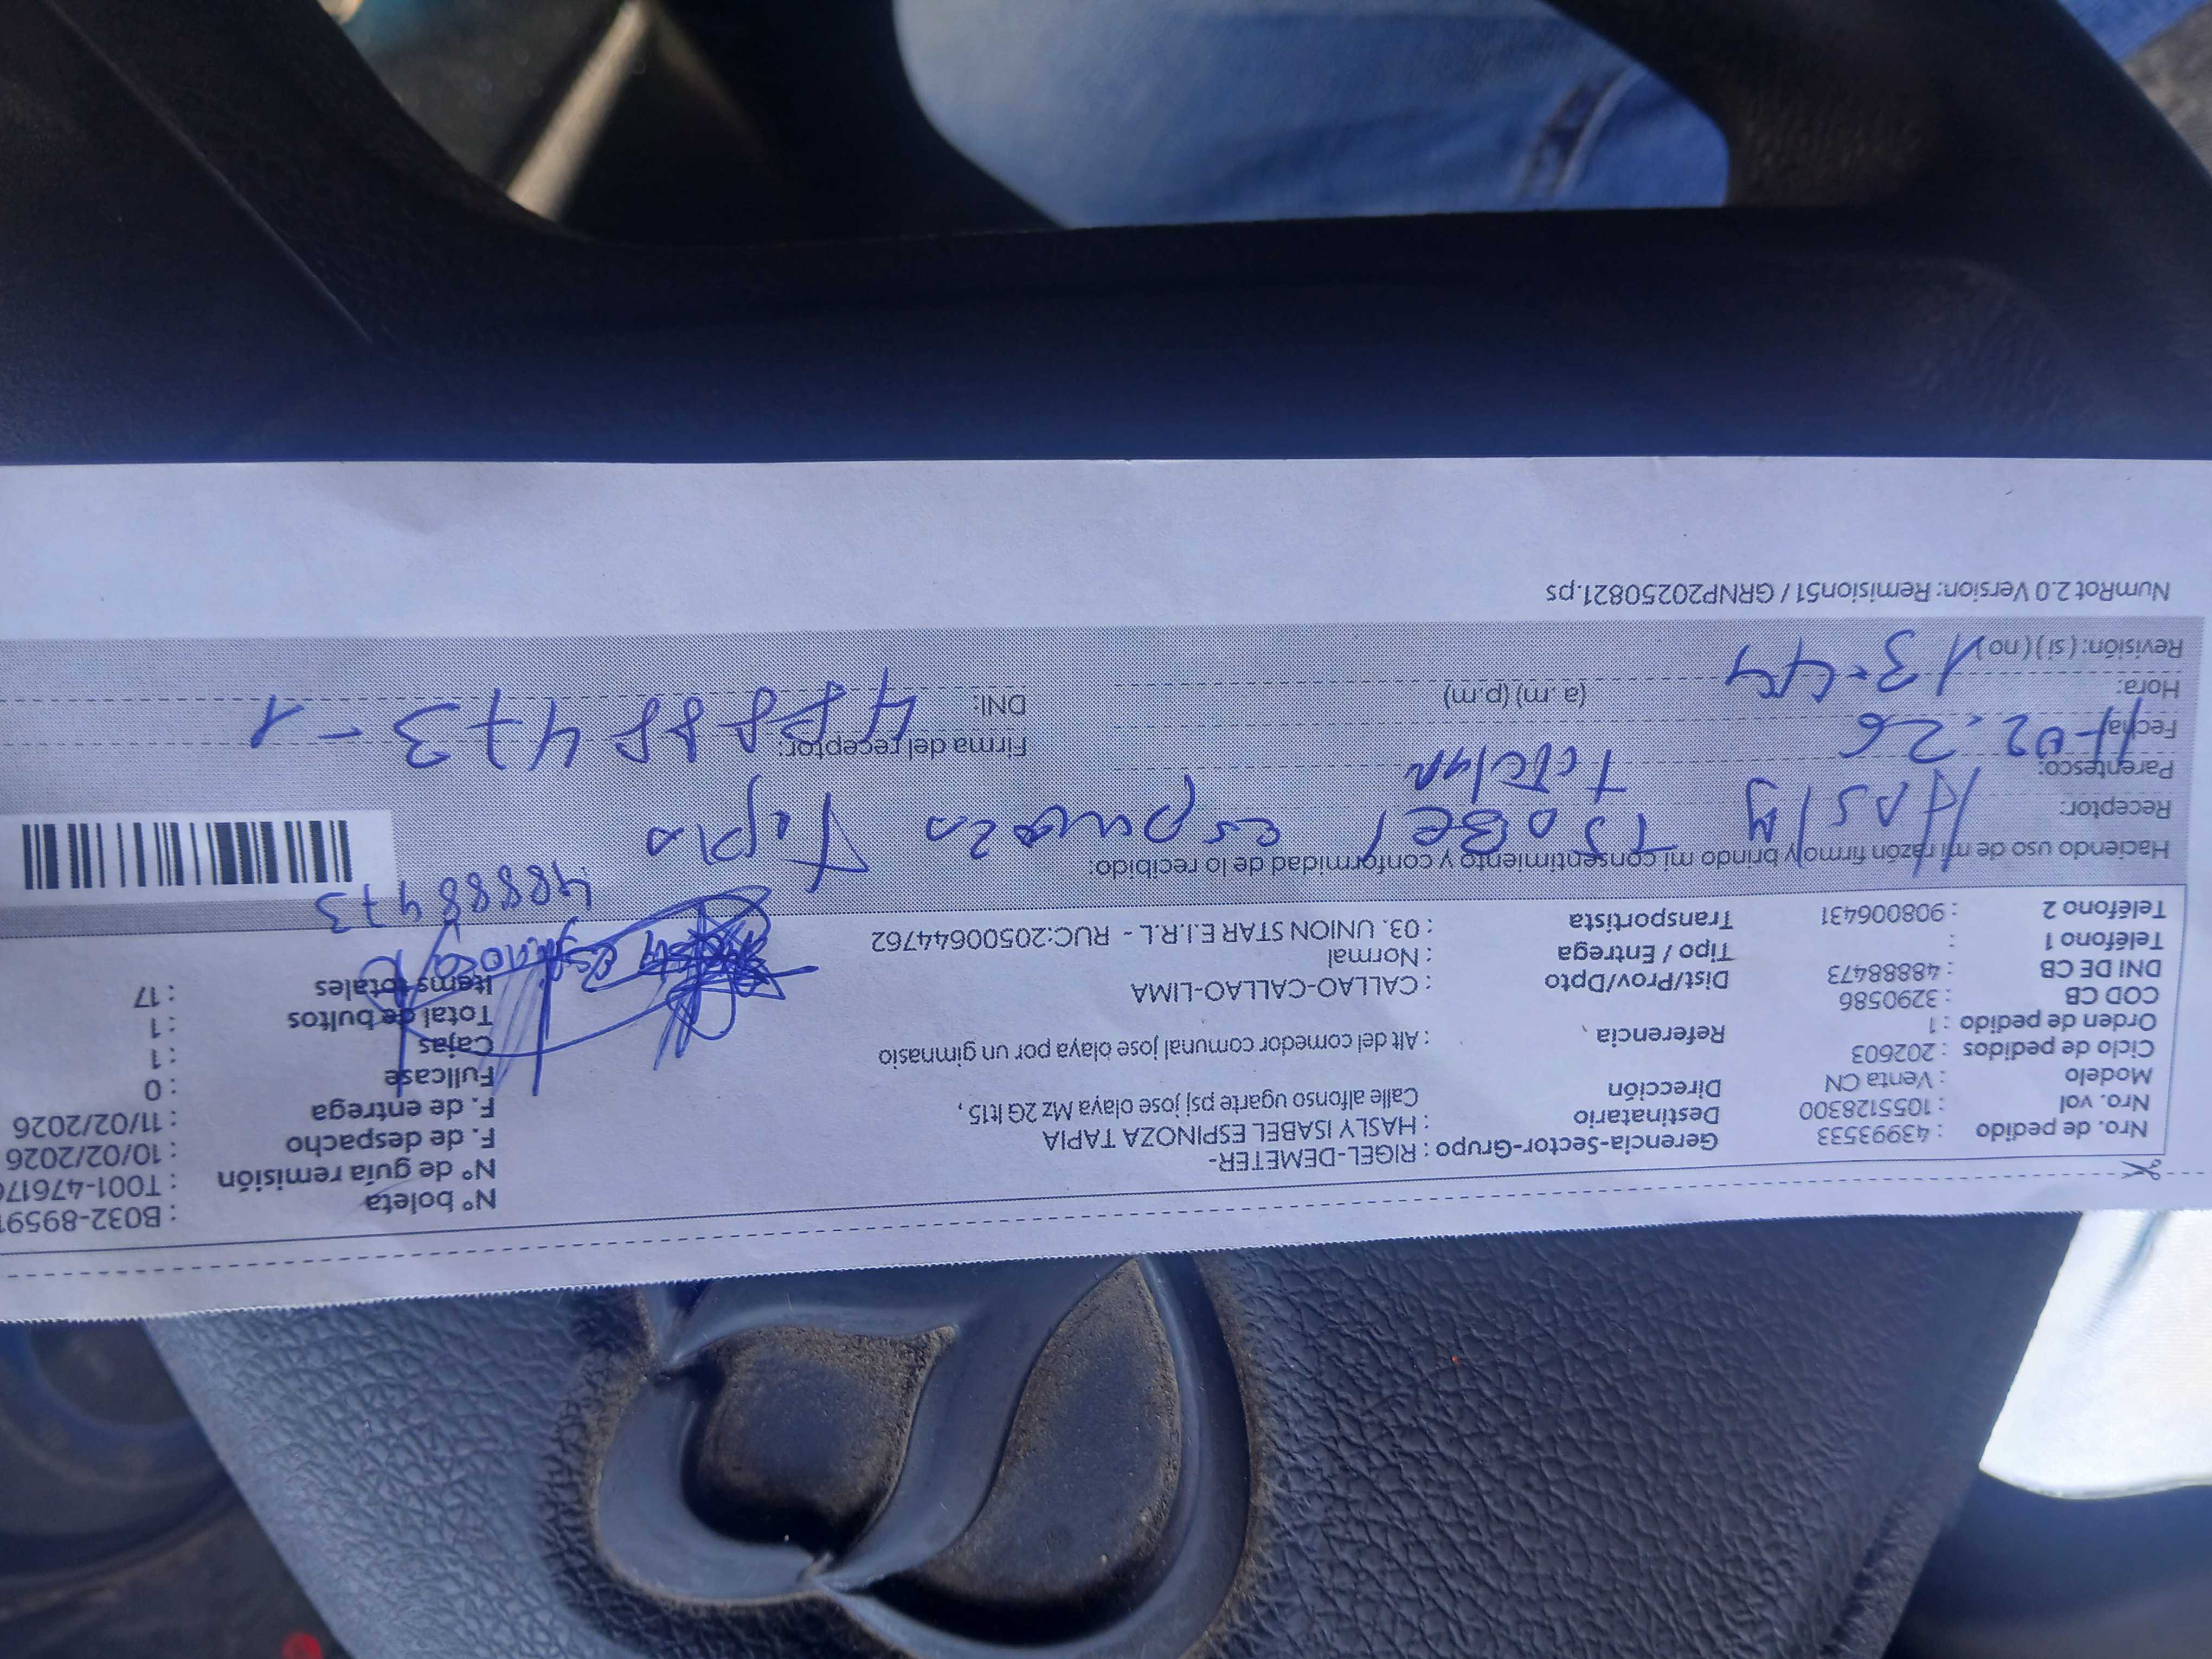 Nº boleta : B032-8959
Nº de guía remisión : T001-4761
F. de despacho : 10/02/2026
F. de entrega : 11/02/2026
Fullcase : 0
Cajas : 1
Total de bultos : 1
Items totales : 17
Gerencia-Sector-Grupo : RIGEL-DEMETER-
Destinatario : HASLY ISABEL ESPINOZA TAPIA
Dirección Calle alfonso ugarte psj jose olaya Mz 2G lt15,
Referencia : Alt del comedor comunal jose olaya por un gimnasio
Dist/Prov/Dpto : CALLAO-CALLAO-LIMA
Tipo / Entrega : Normal
Transportista : 03. UNION STAR E.I.R.L - RUC:20500644762
Nro. de pedido : 43993533
Nro. vol : 1055128300
Modelo : Venta CN
Ciclo de pedidos : 202603
Orden de pedido : 1
COD CB : 3290586
DNI DE CB : 48888473
Teléfono 1 :
Teléfono 2 : 908006431
48888473
Haciendo uso de mi razón firmo y brindo mi consentimiento y conformidad de lo recibido:
Receptor: Hasly Isabel espinoza Tapia
Parentesco:
Fecha: 11-02.26
Hora: 13.44 (a.m) (p.m)
Revisión: ( si ) ( no )
Firma del receptor:
DNI: 48888473-1
NumRot 2.0 Version: Remision51 / GRNP20250821.ps